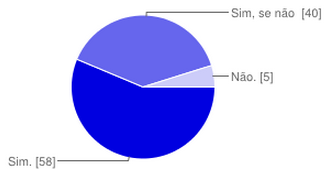 Sim, se não [40]
Não. [5]
Sim. [58]